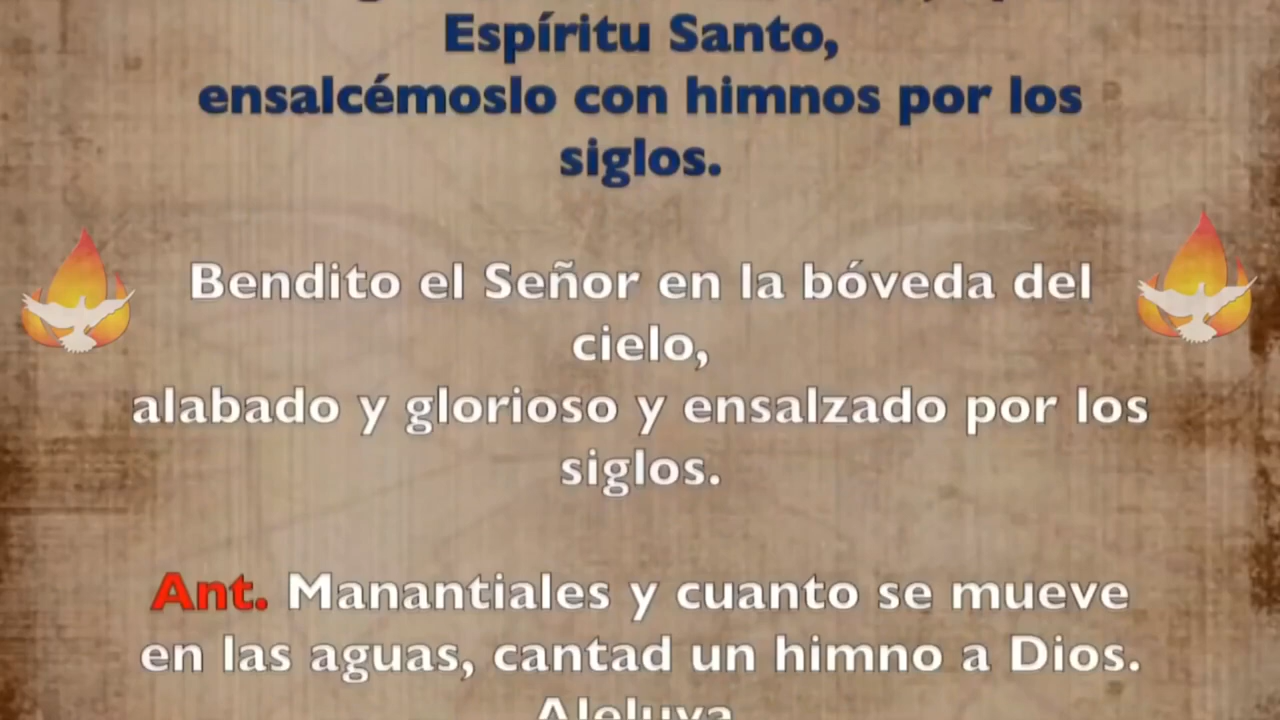 Espíritu Santo,
ensalcémoslo con himnos por los
siglos.
Bendito el Señor en la bóveda del
cielo,
alabado y glorioso y ensalzado por los
siglos.
Ant. Manantiales y cuanto se mueve
en las aguas, cantad un himno a Dios.
Aleluya